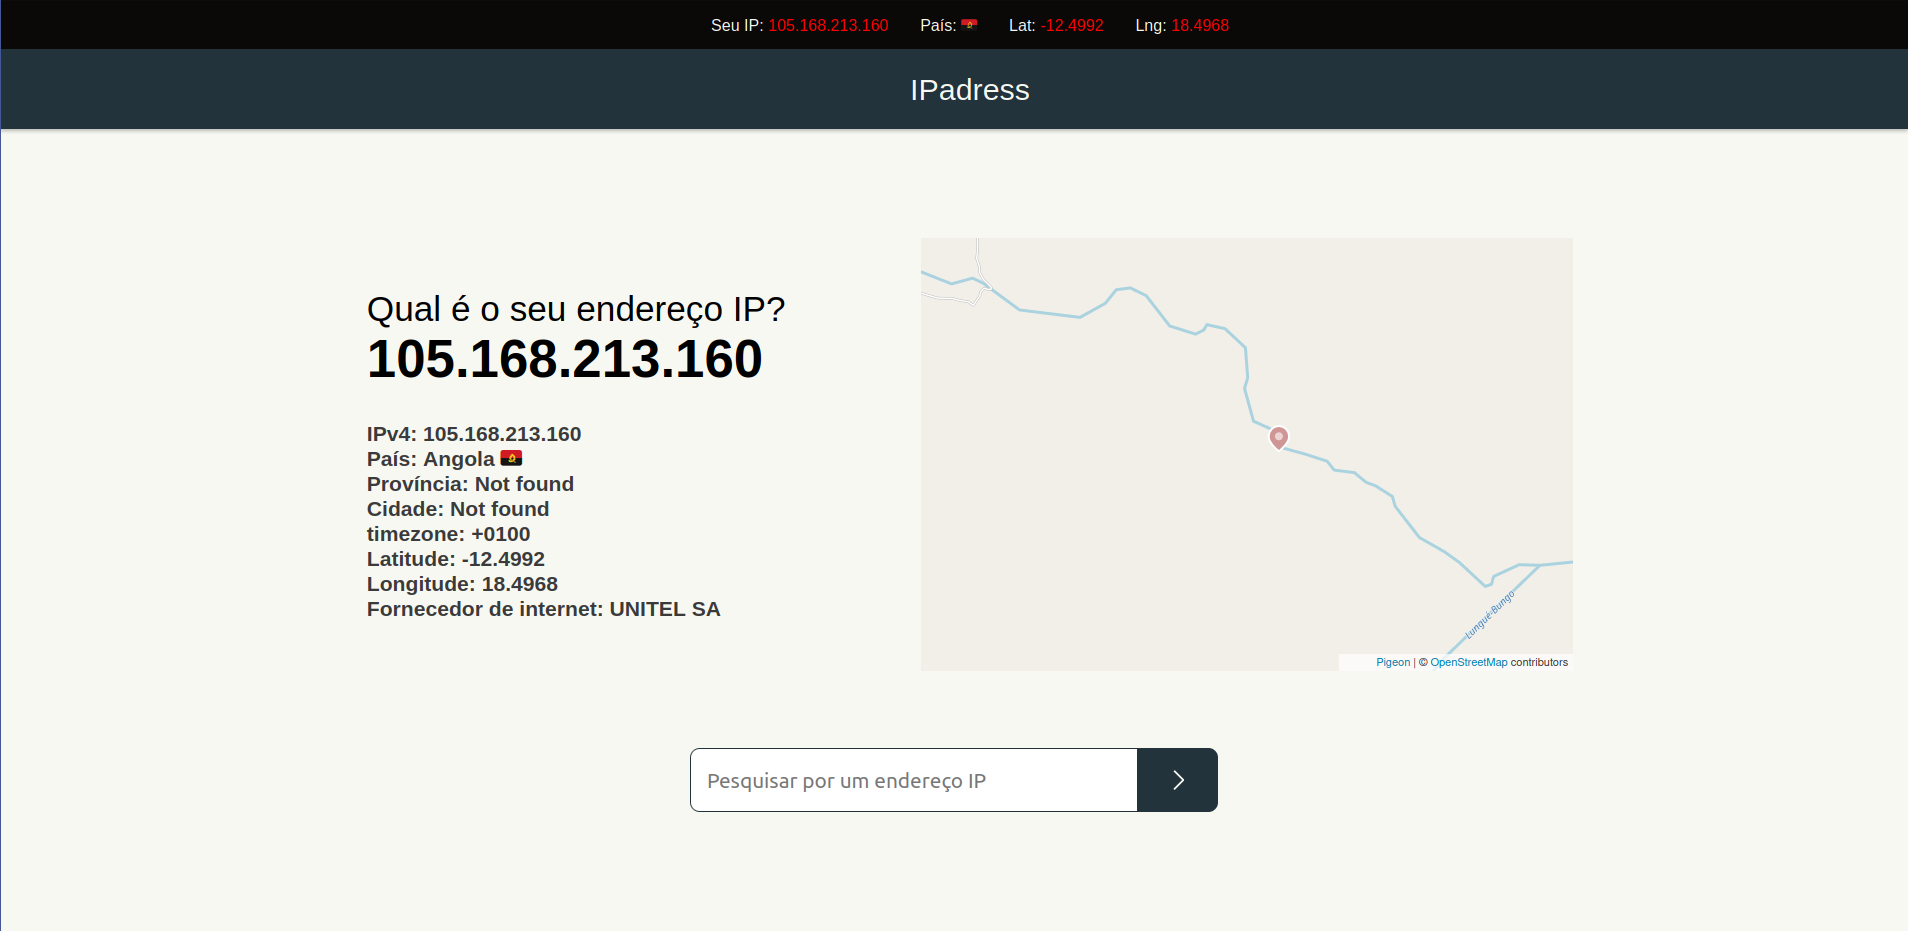 Seu IP: 105.168.213.160 País: Lat: -12.4992 Lng: 18.4968
IPadress
Qual é o seu endereço IP?
105.168.213.160
IPv4: 105.168.213.160
País: Angola
Província: Not found
Cidade: Not found
timezone: +0100
Latitude: -12.4992
Longitude: 18.4968
Fornecedor de internet: UNITEL SA
Lungué-Bungo
Pigeon | © OpenStreetMap contributors
Pesquisar por um endereço IP